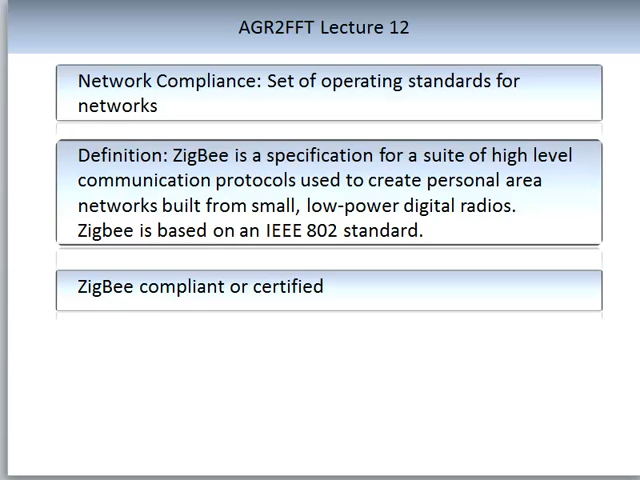 AGR2FFT Lecture 12
Network Compliance: Set of operating standards for
networks
Definition: ZigBee is a specification for a suite of high level
communication protocols used to create personal area
networks built from small, low-power digital radios.
Zigbee is based on an IEEE 802 standard.
ZigBee compliant or certified